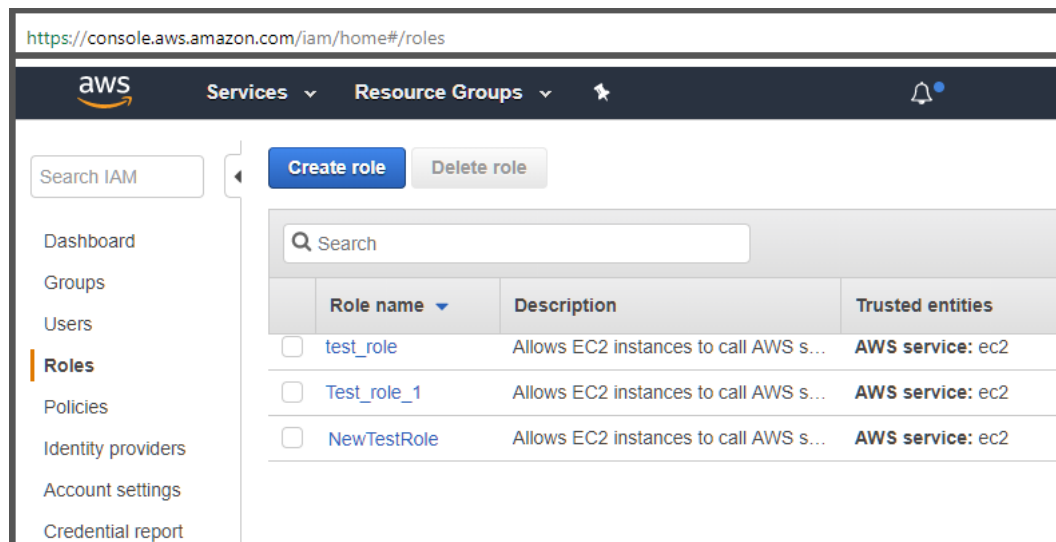 https://console.aws.amazon.com/iam/home#/roles
aws Services Resource Groups
Search IAM
Create role Delete role
Search
Dashboard
Groups
Users
Roles
Policies
Identity providers
Account settings
Credential report
Role name Description Trusted entities
test_role Allows EC2 instances to call AWS s... AWS service: ec2
Test_role_1 Allows EC2 instances to call AWS s... AWS service: ec2
NewTestRole Allows EC2 instances to call AWS s... AWS service: ec2